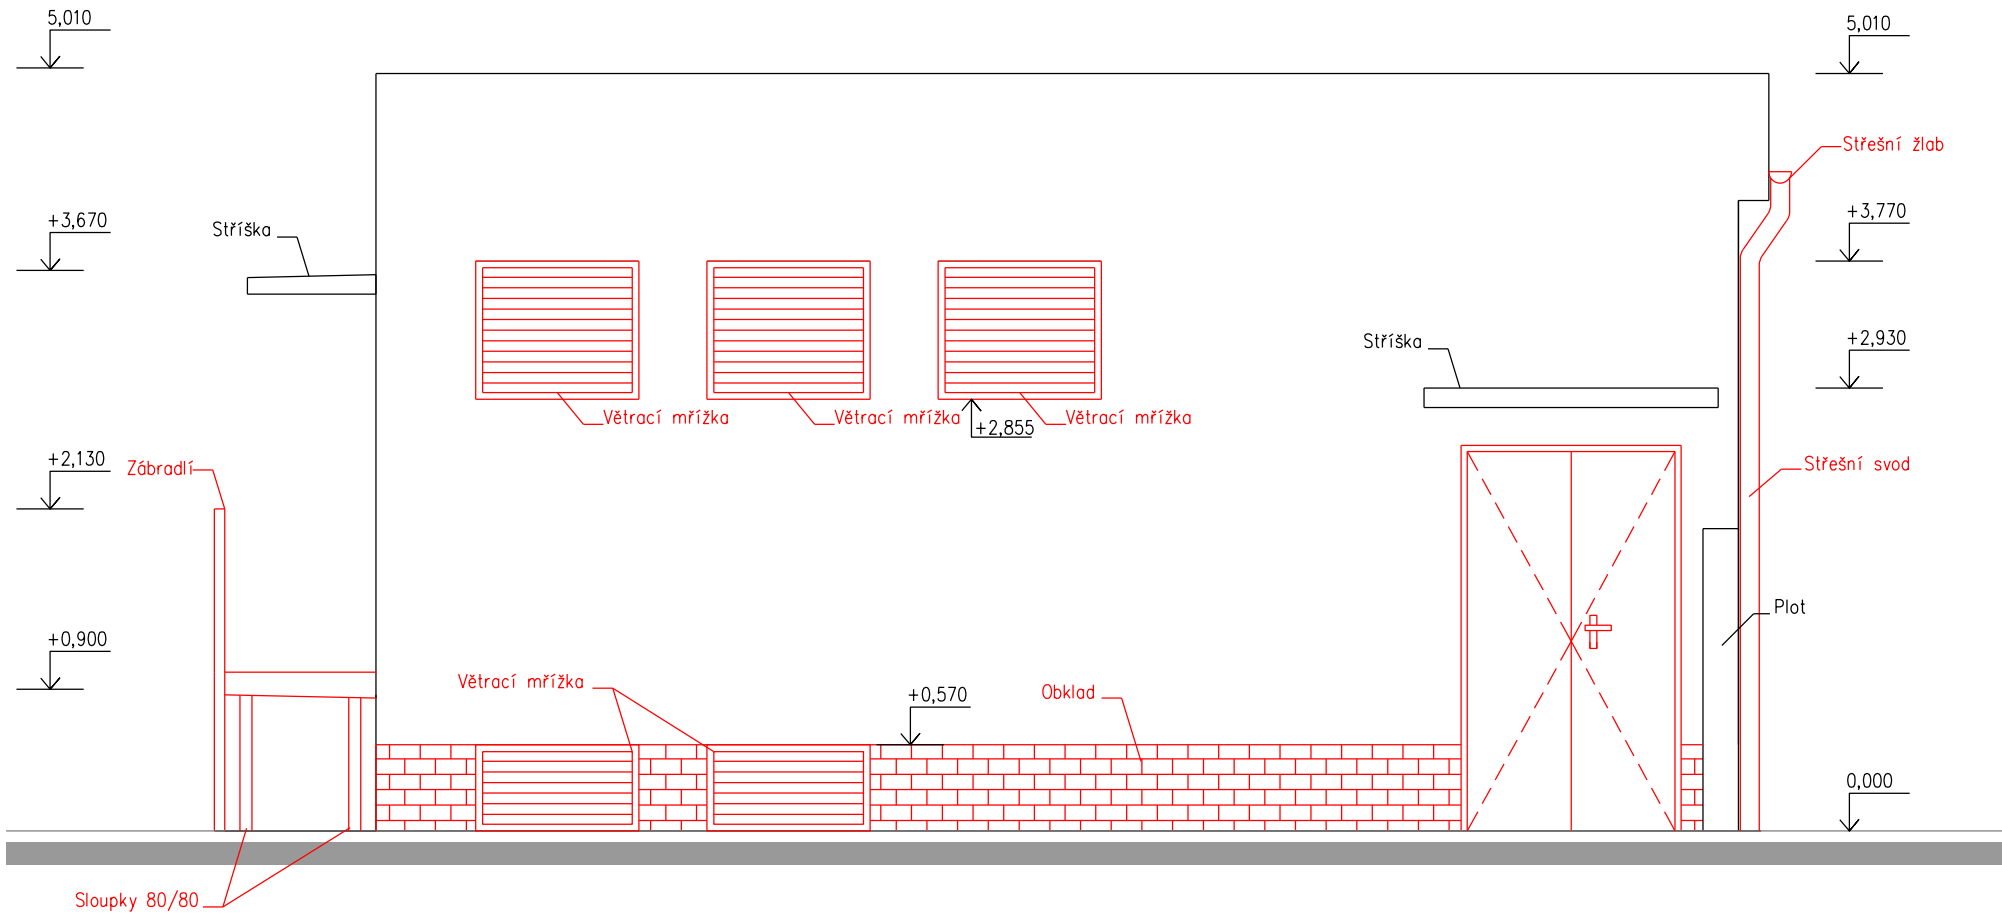 5,010
5,010
Střešní žlab
+3,670
Stříška
+3,770
Stříška
+2,930
Větrací mřížka
Větrací mřížka
+2,855
Větrací mřížka
+2,130
Zábradlí
Střešní svod
Plot
+0,900
Větrací mřížka
+0,570
Obklad
0,000
Sloupky 80/80